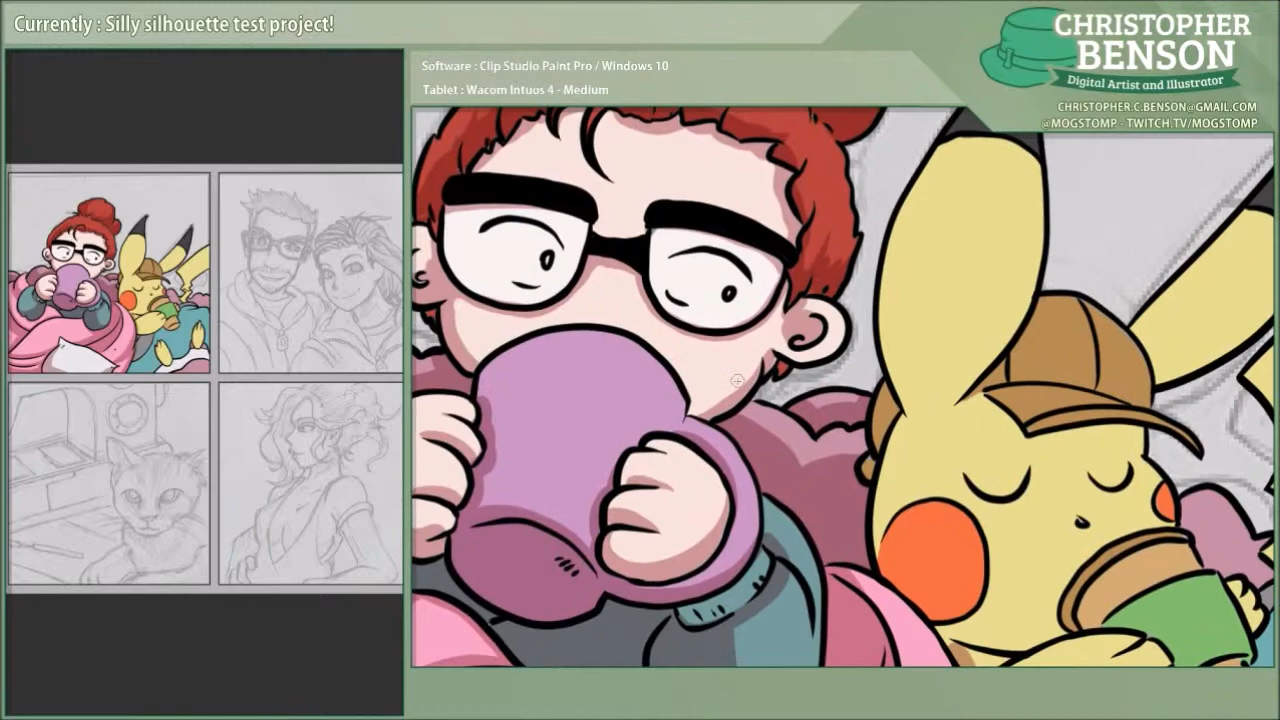 Currently : Silly silhouette test project!
CHRISTOPHER
BENSON
Digital Artist and Illustrator
CHRISTOPHER.C.BENSON@GMAIL.COM
@MOGSTOMP - TWITCH.TV/MOGSTOMP
Software : Clip Studio Paint Pro / Windows 10
Tablet : Wacom Intuos 4 - Medium